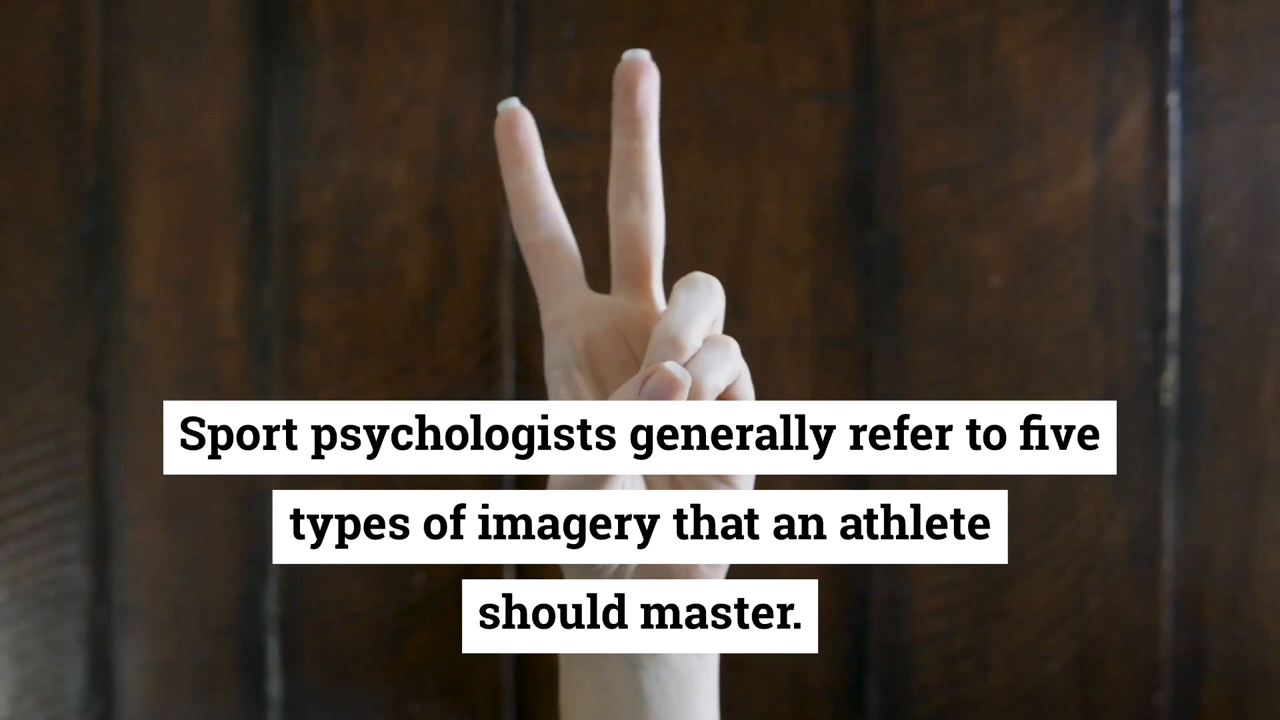 Sport psychologists generally refer to five
types of imagery that an athlete
should master.